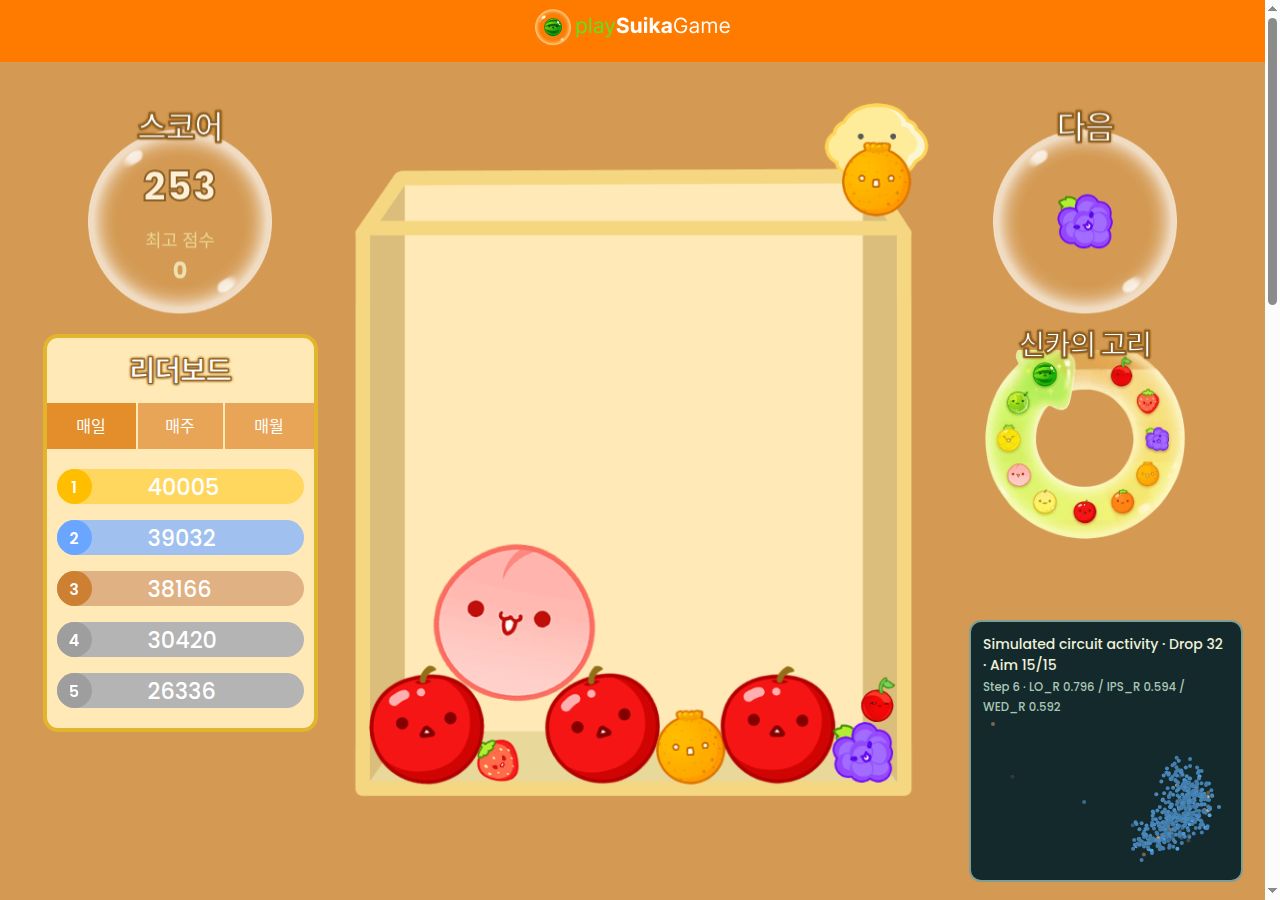 playSuikaGame
스코어
253
최고 점수
0
리더보드
매일 매주 매월
1 40005
2 39032
3 38166
4 30420
5 26336
다음
신카의 고리
Simulated circuit activity · Drop 32
· Aim 15/15
Step 6 · LO_R 0.796 / IPS_R 0.594 /
WED_R 0.592